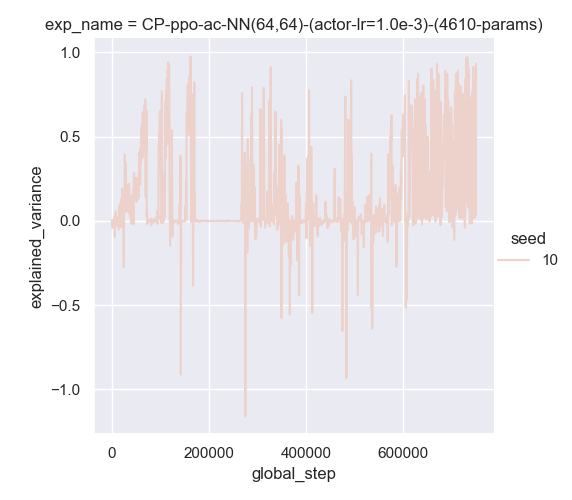 exp_name = CP-ppo-ac-NN(64,64)-(actor-lr=1.0e-3)-(4610-params)
1.0
0.5
0.0
−0.5
−1.0
explained_variance
0
200000
400000
600000
global_step
seed
10